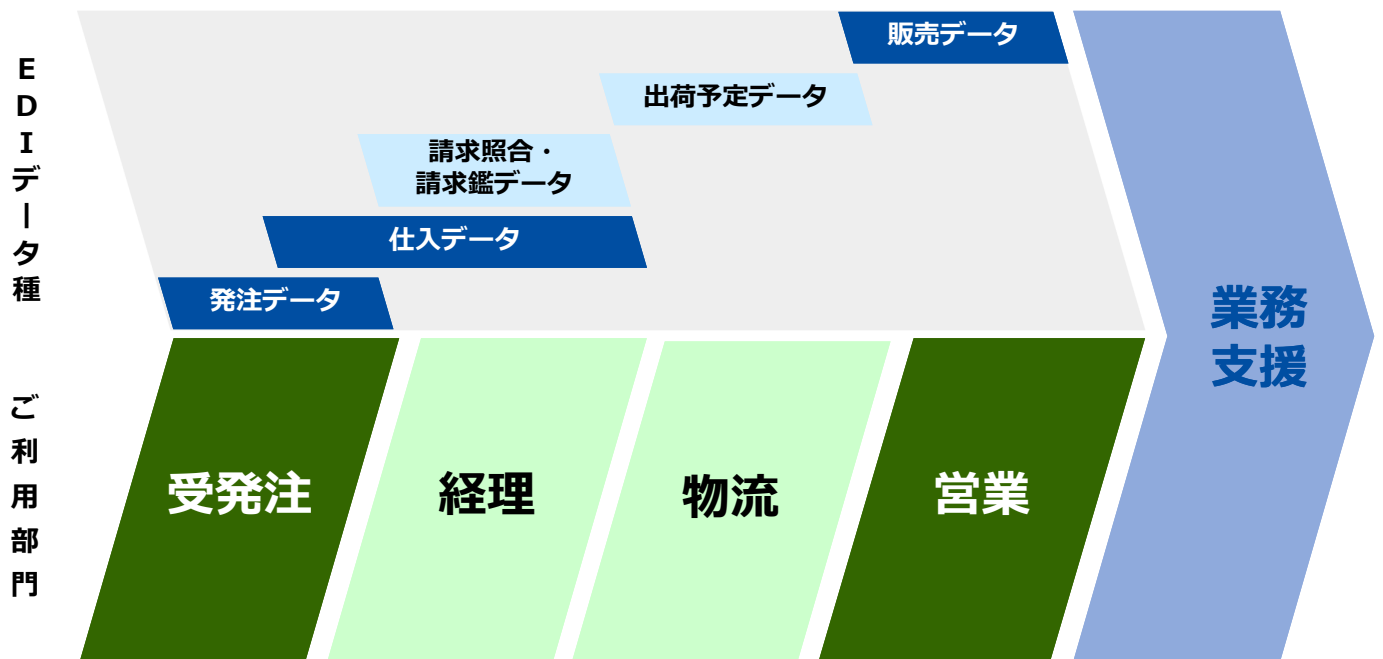 EDIデータ種
販売データ
出荷予定データ
請求照合・
請求鑑データ
仕入データ
発注データ
業務
支援
ご利用部門
受発注
経理
物流
営業